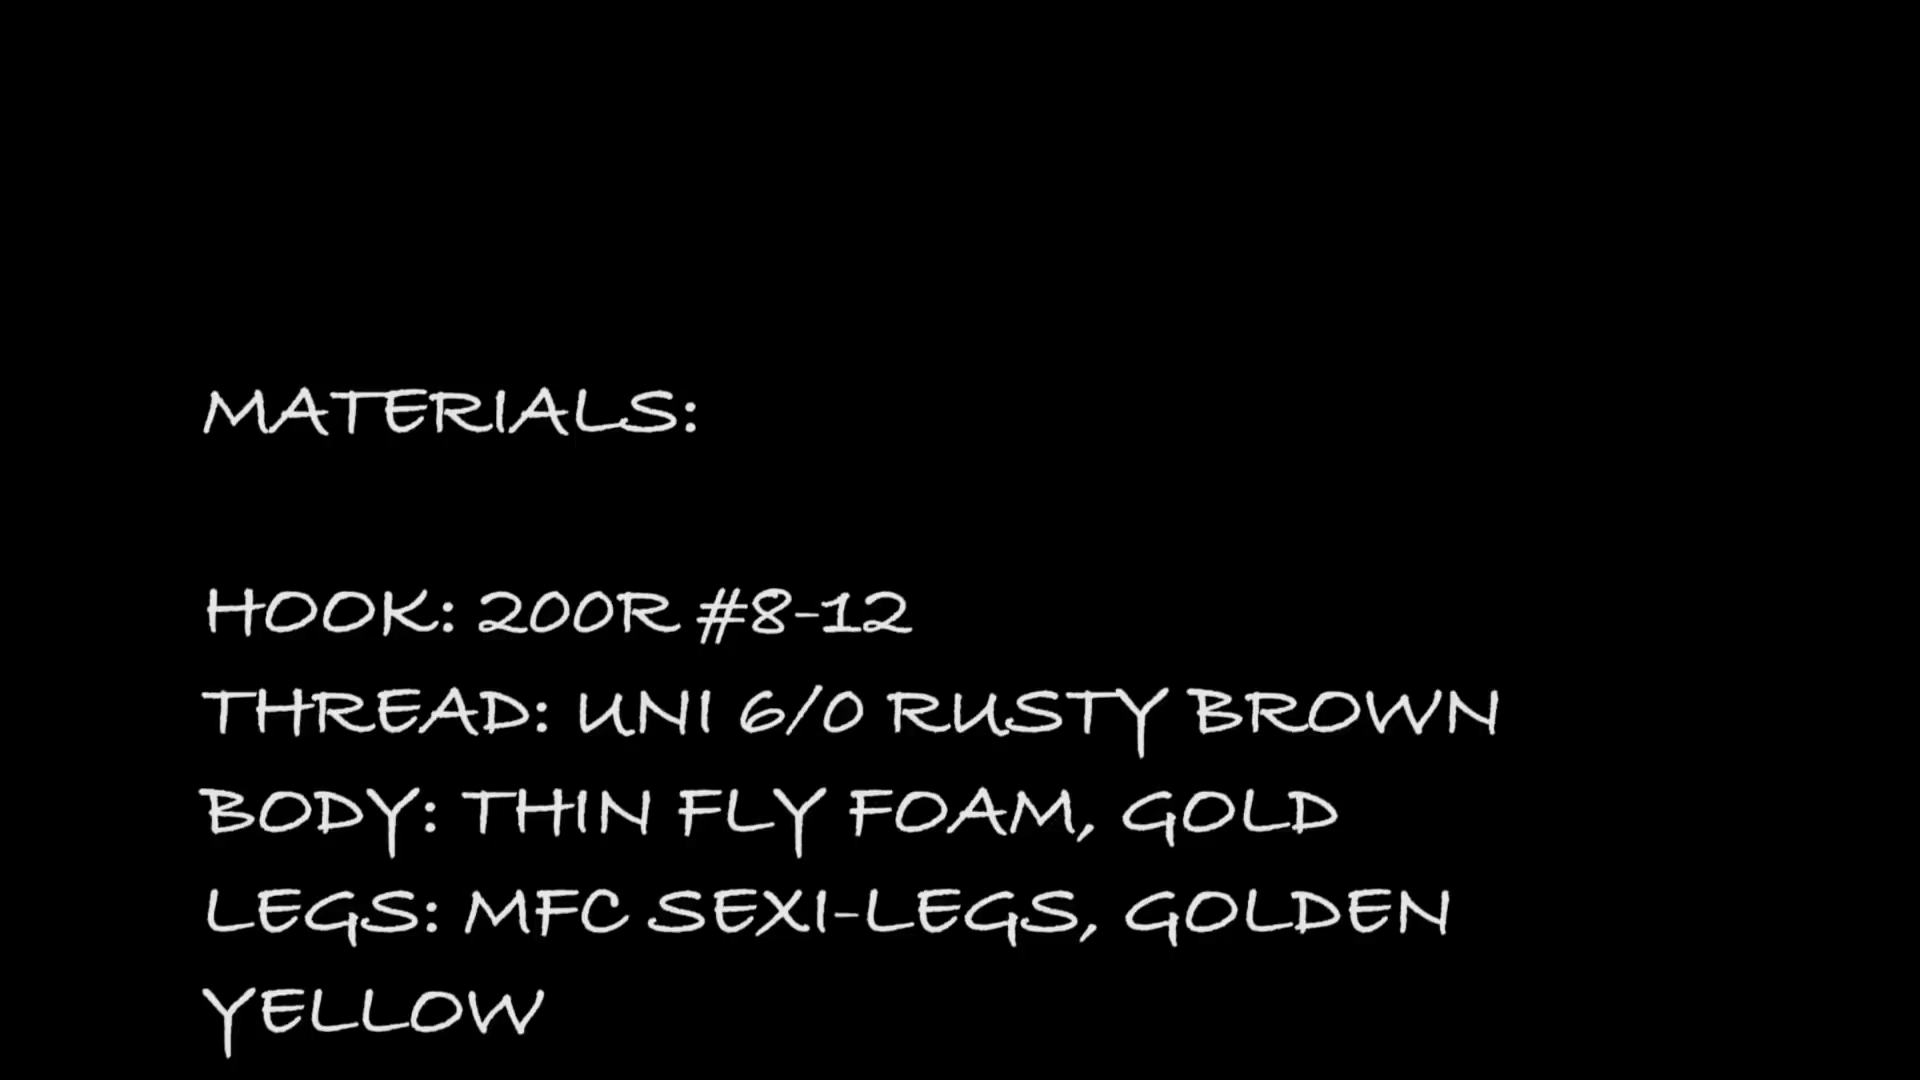 MATERIALS:
HOOK: 200R #8-12
THREAD: UNI 6/0 RUSTY BROWN
BODY: THIN FLY FOAM, GOLD
LEGS: MFC SEXI-LEGS, GOLDEN
YELLOW